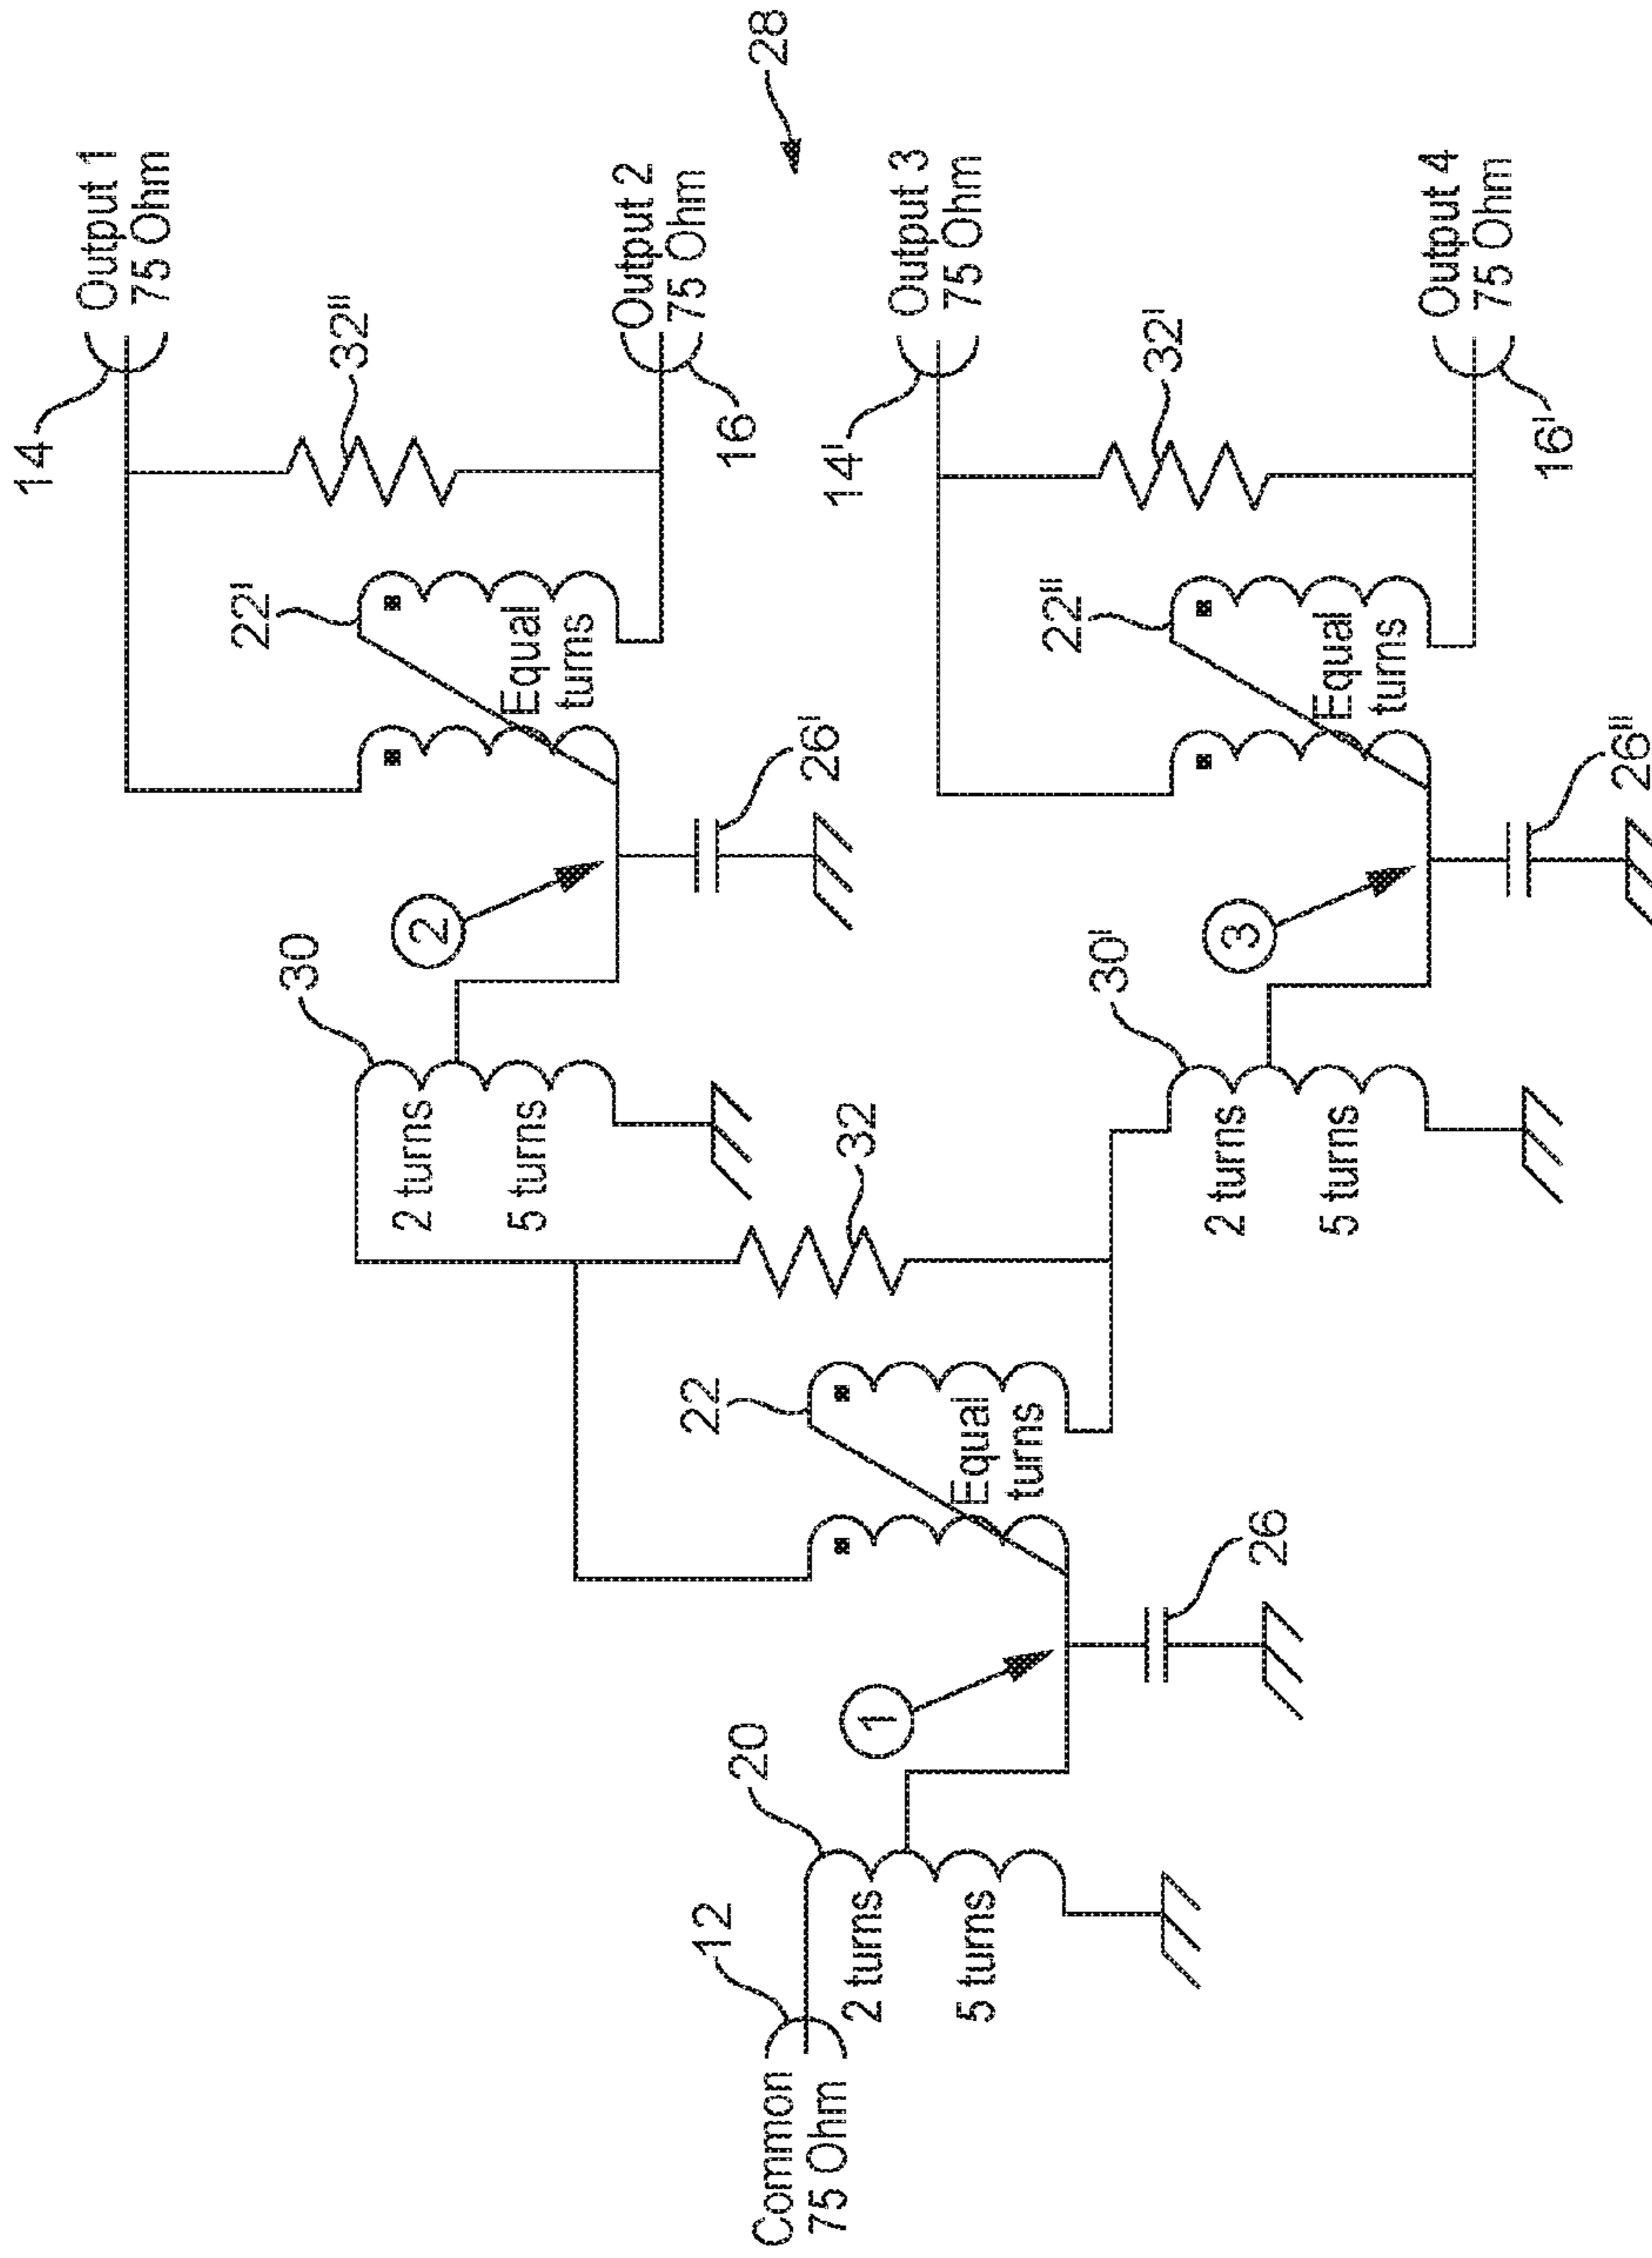 14
Output 1
75 Ohm
22'
30
32"
2 turns
2
5 turns
Equal
turns
Output 2
75 Ohm
16
28
22
12
20
Common
75 Ohm
26'
14'
32
2 turns
1
5 turns
Equal
turns
Output 3
75 Ohm
22"
30'
32'
2 turns
3
26
5 turns
Equal
turns
Output 4
75 Ohm
16'
26"